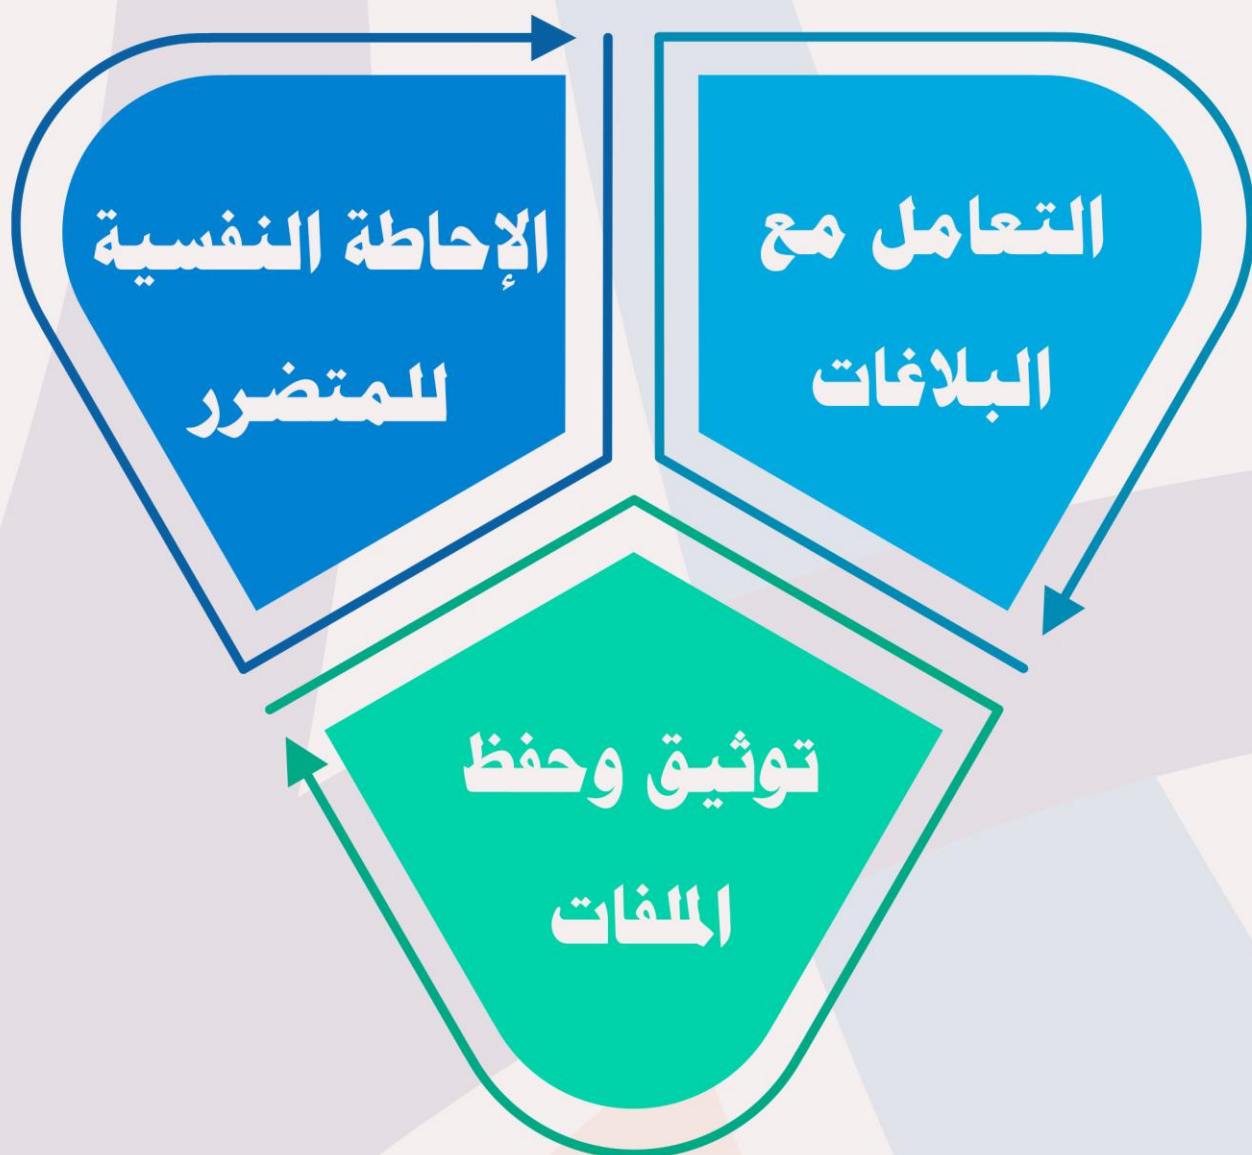 التعامل مع
البلاغات
الإحاطة النفسية
للمتضرر
توثيق وحفظ
الملفات